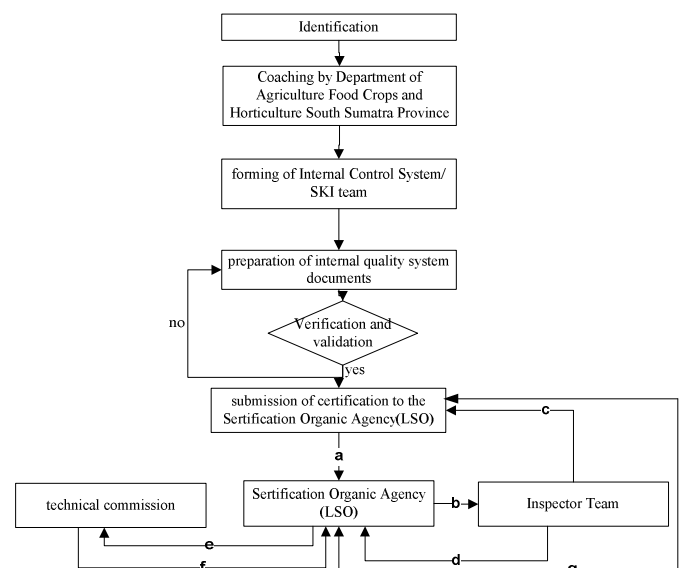 Identification
Coaching by Department of
Agriculture Food Crops and
Horticulture South Sumatra Province
forming of Internal Control System/
SKI team
preparation of internal quality system
documents
no
Verification and
validation
yes
submission of certification to the
Sertification Organic Agency(LSO)
c
a
technical commission
Sertification Organic Agency
(LSO)
b
Inspector Team
e
d
f
g